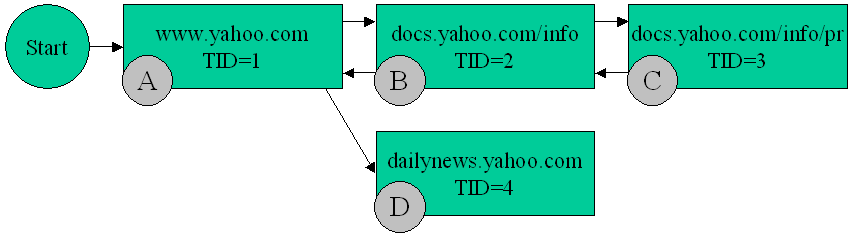 Start
www.yahoo.com
TID=1
A
docs.yahoo.com/info
TID=2
B
docs.yahoo.com/info/pr
TID=3
C
dailynews.yahoo.com
TID=4
D